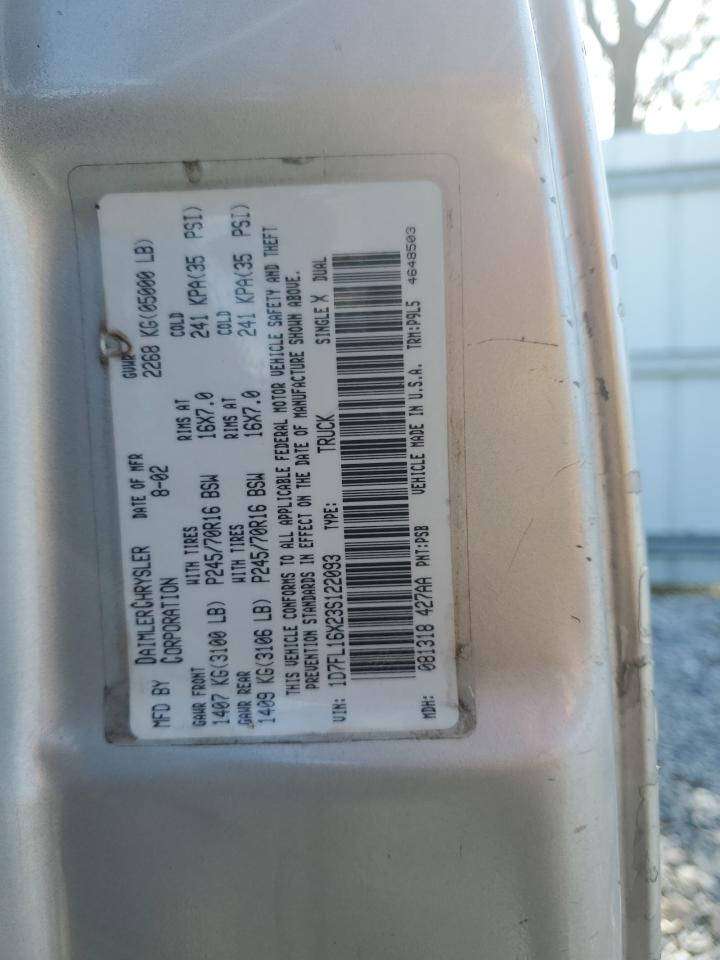 MFD BY DAIMLERCHRYSLER CORPORATION DATE OF MFR 8-02 GVWR 2268 KG(05000 LB)
GAWR FRONT WITH TIRES RIMS AT COLD
1407 KG(3100 LB) P245/70R16 BSW 16X7.0 241 KPA(35 PSI)
GAWR REAR WITH TIRES RIMS AT COLD
1409 KG(3106 LB) P245/70R16 BSW 16X7.0 241 KPA(35 PSI)
THIS VEHICLE CONFORMS TO ALL APPLICABLE FEDERAL MOTOR VEHICLE SAFETY AND THEFT
PREVENTION STANDARDS IN EFFECT ON THE DATE OF MANUFACTURE SHOWN ABOVE.
VIN: 1D7FL16X23S122093 TYPE: TRUCK SINGLE X DUAL
MDH: 081318 427AA PNT:PSB VEHICLE MADE IN U.S.A. TRM:P9L5 4648503